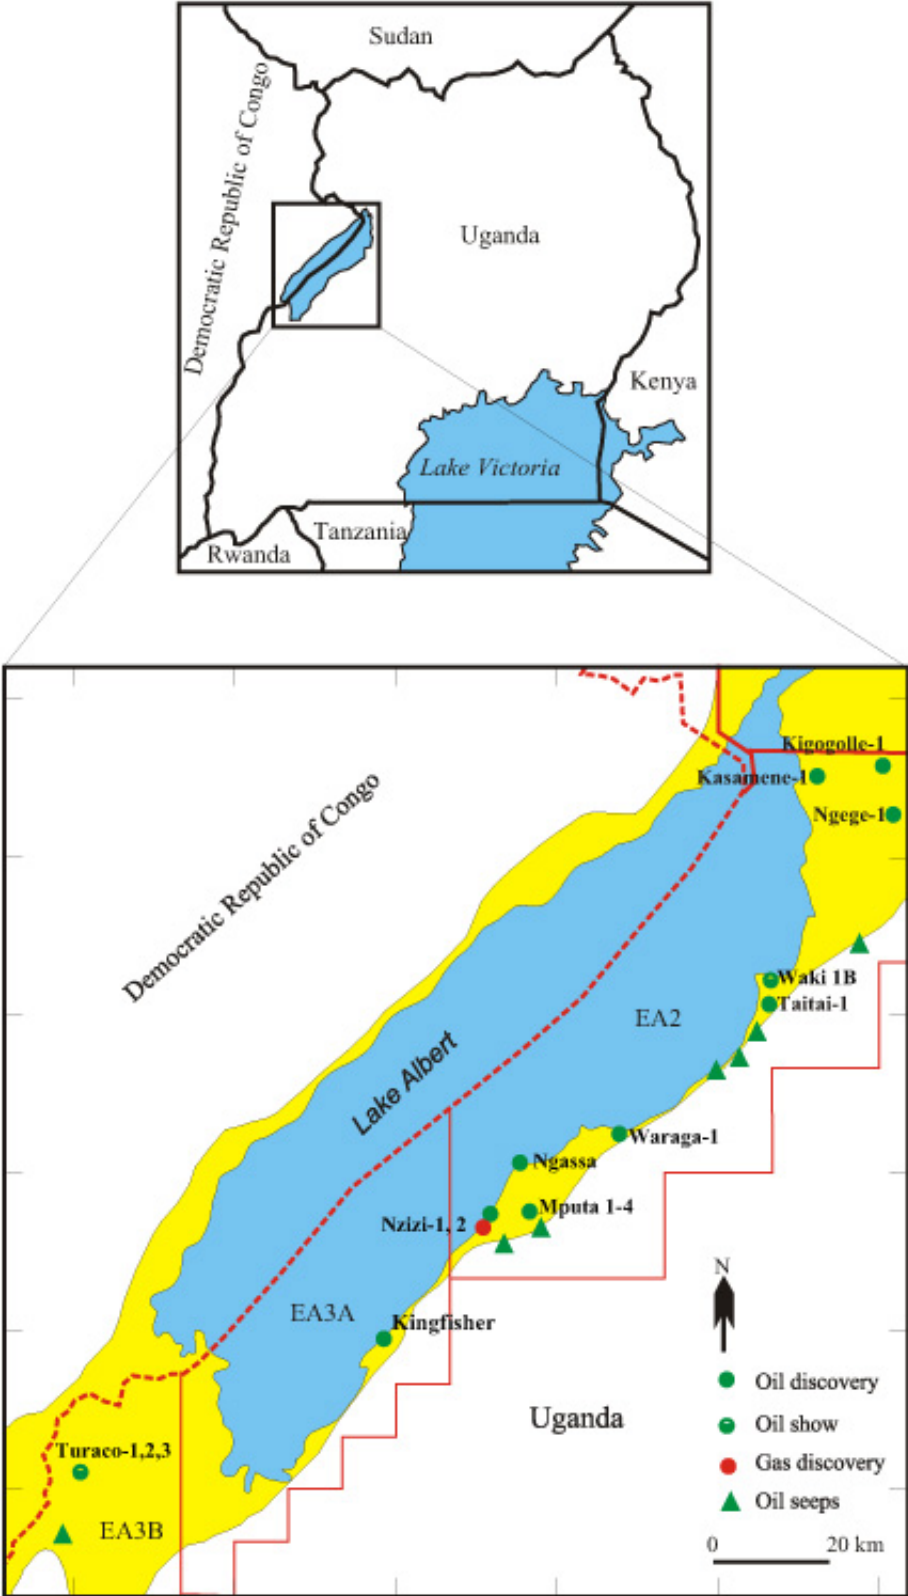 Sudan
Democratic Republic of Congo
Uganda
Kenya
Lake Victoria
Tanzania
Rwanda
Kigogolle-1
Kasamene-1
Ngege-1
Democratic Republic of Congo
Waki 1B
Taitai-1
EA2
Lake Albert
Waraga-1
Ngassa
Mputa 1-4
Nzizi-1, 2
N
EA3A
Kingfisher
Oil discovery
Uganda
Oil show
Turaco-1,2,3
Gas discovery
Oil seeps
EA3B
0 20 km